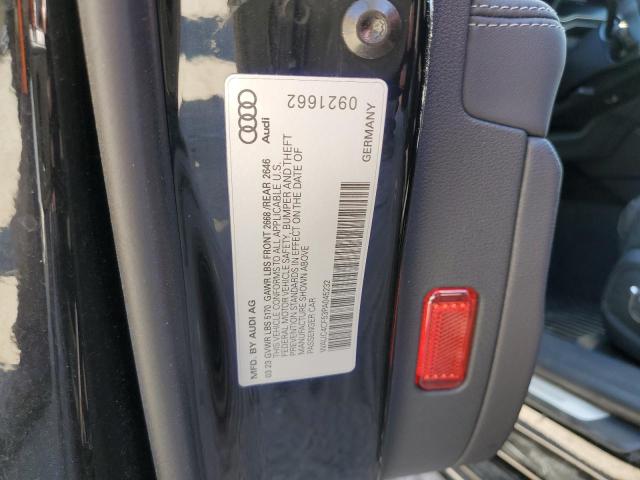 0921662
Audi
GERMANY
MFD. BY AUDI AG
03 23 GVWR LBS 5170 GAWR LBS FRONT 2668/REAR 2646
THIS VEHICLE CONFORMS TO ALL APPLICABLE U.S.
FEDERAL MOTOR VEHICLE SAFETY, BUMPER AND THEFT
PREVENTION STANDARDS IN EFFECT ON THE DATE OF
MANUFACTURE SHOWN ABOVE
PASSENGER CAR